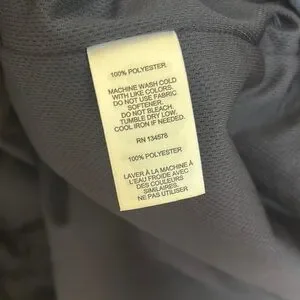 100% POLYESTER
MACHINE WASH COLD
WITH LIKE COLORS.
DO NOT USE FABRIC
SOFTENER.
DO NOT BLEACH.
TUMBLE DRY LOW.
COOL IRON IF NEEDED.
RN 134578
100% POLYESTER
LAVER À LA MACHINE À
L'EAU FROIDE AVEC
DES COULEURS
SIMILAIRES.
NE PAS UTILISER